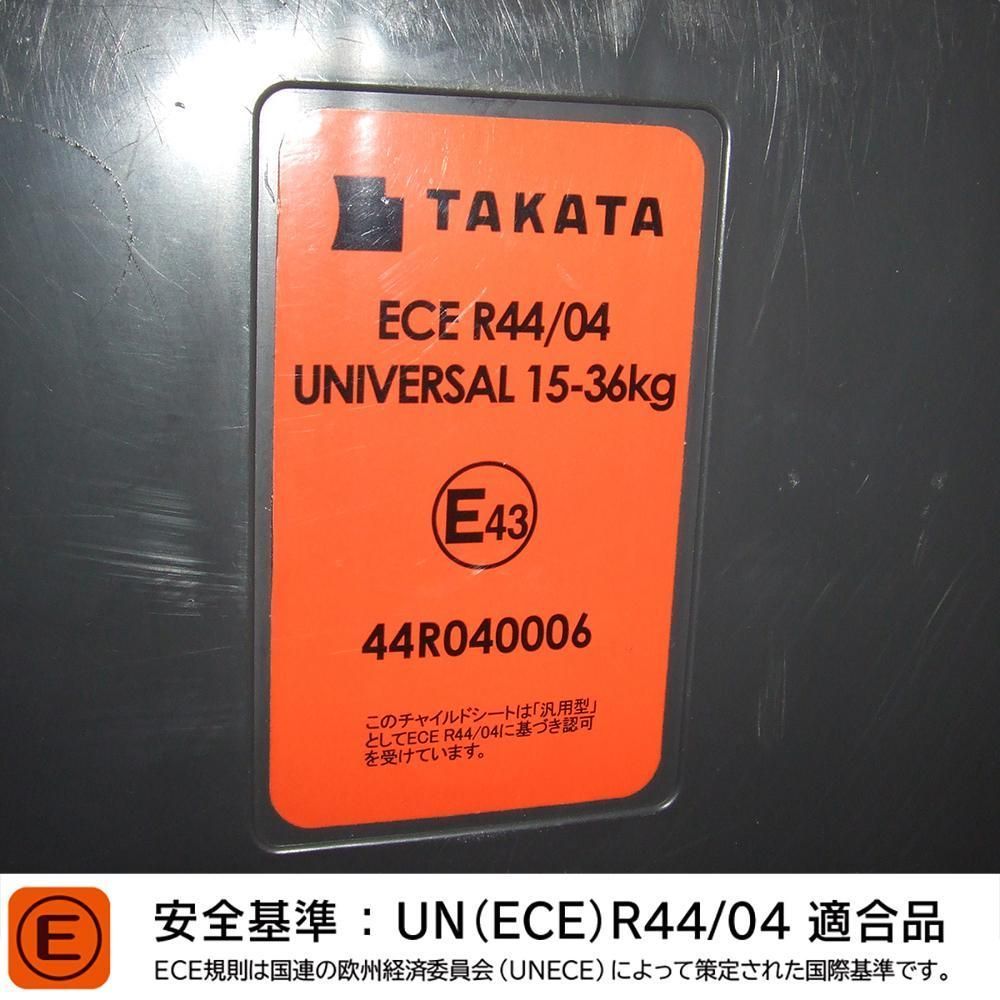 TAKATA
ECE R44/04
UNIVERSAL 15-36kg
E43
44R040006
このチャイルドシートは「汎用型」
としてECE R44/04に基づき認可
を受けています。
E
安全基準 : UN(ECE)R44/04 適合品
ECE規則は国連の欧州経済委員会(UNECE)によって策定された国際基準です。